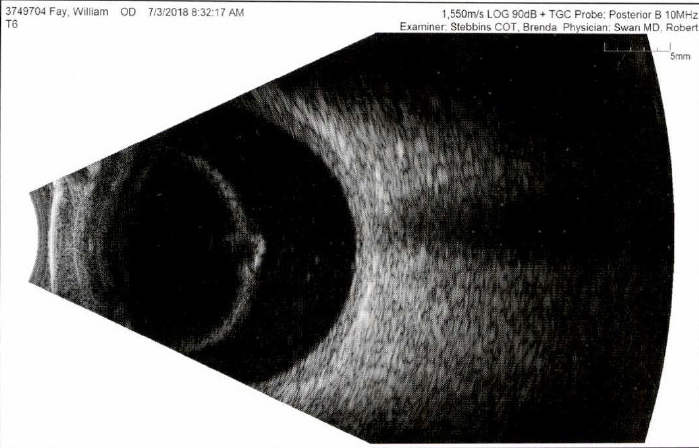 3749704 Fay, William OD 7/3/2018 8:32:17 AM
T6
1,550m/s LOG 90dB + TGC Probe: Posterior B 10MHz
Examiner: Stebbins COT, Brenda Physician: Swan MD, Robert
5mm